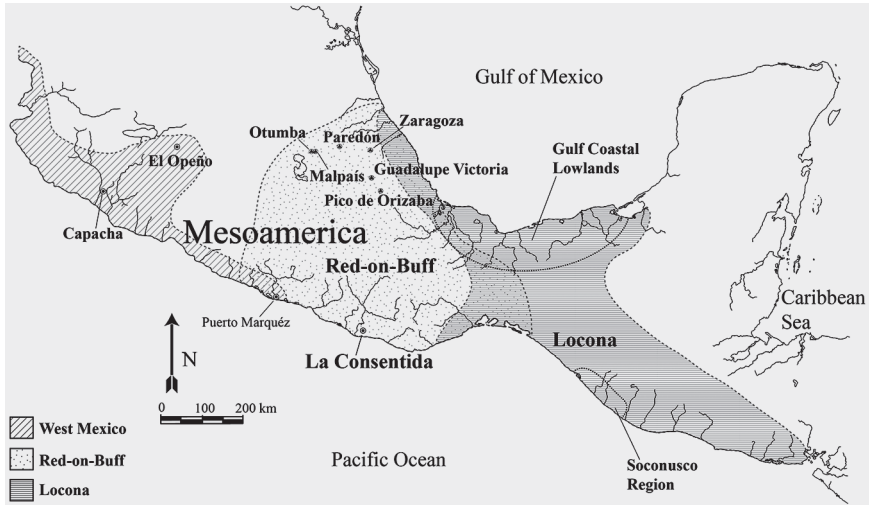 Gulf of Mexico
Otumba
Paredón
Zaragoza
El Opeño
Malpaís
Guadalupe Victoria
Gulf Coastal
Lowlands
Pico de Orizaba
Capacha
Mesoamerica
Red-on-Buff
Caribbean
Sea
Puerto Marquéz
La Consentida
Locona
N
0 100 200 km
West Mexico
Red-on-Buff
Locona
Pacific Ocean
Soconusco
Region